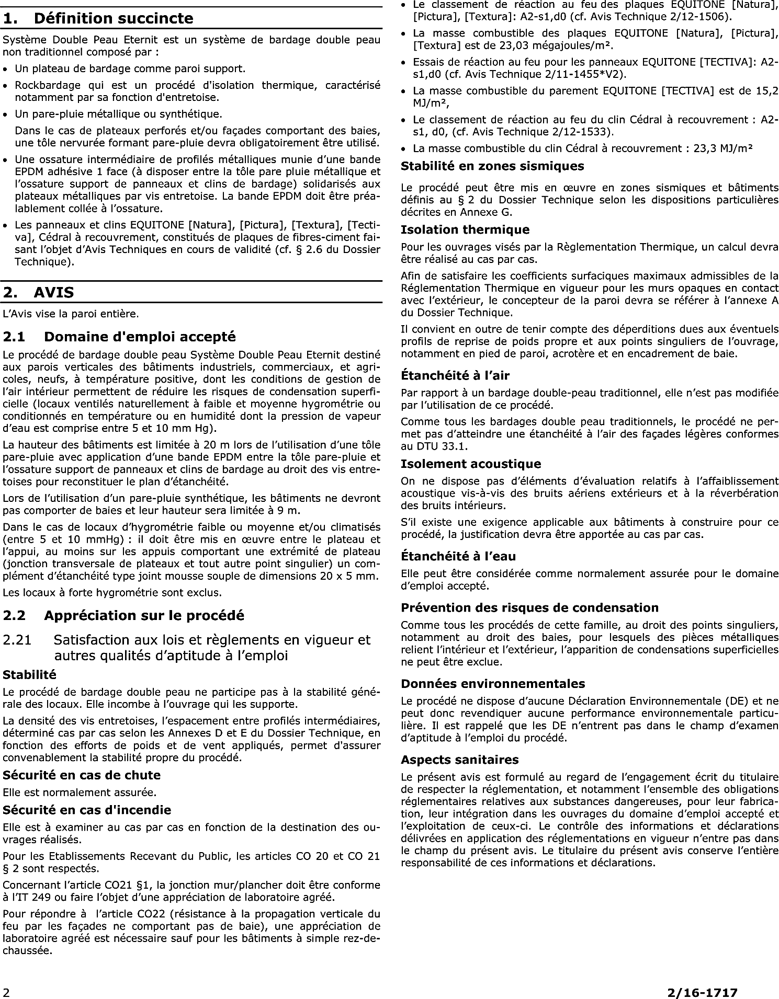 1. Définition succincte
Système Double Peau Eternit est un système de bardage double peau
non traditionnel composé par :
• Un plateau de bardage comme paroi support.
• Rockbardage qui est un procédé d'isolation thermique, caractérisé
notamment par sa fonction d'entretoise.
• Un pare-pluie métallique ou synthétique.
Dans le cas de plateaux perforés et/ou façades comportant des baies,
une tôle nervurée formant pare-pluie devra obligatoirement être utilisé.
• Une ossature intermédiaire de profilés métalliques munie d’une bande
EPDM adhésive 1 face (à disposer entre la tôle pare pluie métallique et
l’ossature support de panneaux et clins de bardage) solidarisés aux
plateaux métalliques par vis entretoise. La bande EPDM doit être préa-
lablement collée à l’ossature.
• Les panneaux et clins EQUITONE [Natura], [Pictura], [Textura], [Tecti-
va], Cédral à recouvrement, constitués de plaques de fibres-ciment fai-
sant l’objet d’Avis Techniques en cours de validité (cf. § 2.6 du Dossier
Technique).
2. AVIS
L’Avis vise la paroi entière.
2.1 Domaine d'emploi accepté
Le procédé de bardage double peau Système Double Peau Eternit destiné
aux parois verticales des bâtiments industriels, commerciaux, et agri-
coles, neufs, à température positive, dont les conditions de gestion de
l’air intérieur permettent de réduire les risques de condensation superfi-
cielle (locaux ventilés naturellement à faible et moyenne hygrométrie ou
conditionnés en température ou en humidité dont la pression de vapeur
d’eau est comprise entre 5 et 10 mm Hg).
La hauteur des bâtiments est limitée à 20 m lors de l’utilisation d’une tôle
pare-pluie avec application d’une bande EPDM entre la tôle pare-pluie et
l’ossature support de panneaux et clins de bardage au droit des vis entre-
toises pour reconstituer le plan d’étanchéité.
Lors de l’utilisation d’un pare-pluie synthétique, les bâtiments ne devront
pas comporter de baies et leur hauteur sera limitée à 9 m.
Dans le cas de locaux d’hygrométrie faible ou moyenne et/ou climatisés
(entre 5 et 10 mmHg) : il doit être mis en œuvre entre le plateau et
l’appui, au moins sur les appuis comportant une extrémité de plateau
(jonction transversale de plateaux et tout autre point singulier) un com-
plément d’étanchéité type joint mousse souple de dimensions 20 x 5 mm.
Les locaux à forte hygrométrie sont exclus.
2.2 Appréciation sur le procédé
2.21 Satisfaction aux lois et règlements en vigueur et
autres qualités d’aptitude à l’emploi
Stabilité
Le procédé de bardage double peau ne participe pas à la stabilité géné-
rale des locaux. Elle incombe à l’ouvrage qui les supporte.
La densité des vis entretoises, l’espacement entre profilés intermédiaires,
déterminé cas par cas selon les Annexes D et E du Dossier Technique, en
fonction des efforts de poids et de vent appliqués, permet d'assurer
convenablement la stabilité propre du procédé.
Sécurité en cas de chute
Elle est normalement assurée.
Sécurité en cas d'incendie
Elle est à examiner au cas par cas en fonction de la destination des ou-
vrages réalisés.
Pour les Etablissements Recevant du Public, les articles CO 20 et CO 21
§ 2 sont respectés.
Concernant l’article CO21 §1, la jonction mur/plancher doit être conforme
à l’IT 249 ou faire l’objet d’une appréciation de laboratoire agréé.
Pour répondre à l’article CO22 (résistance à la propagation verticale du
feu par les façades ne comportant pas de baie), une appréciation de
laboratoire agréé est nécessaire sauf pour les bâtiments à simple rez-de-
chaussée.
• Le classement de réaction au feu des plaques EQUITONE [Natura],
[Pictura], [Textura]: A2-s1,d0 (cf. Avis Technique 2/12-1506).
• La masse combustible des plaques EQUITONE [Natura], [Pictura],
[Textura] est de 23,03 mégajoules/m².
• Essais de réaction au feu pour les panneaux EQUITONE [TECTIVA]: A2-
s1,d0 (cf. Avis Technique 2/11-1455*V2).
• La masse combustible du parement EQUITONE [TECTIVA] est de 15,2
MJ/m²,
• Le classement de réaction au feu du clin Cédral à recouvrement : A2-
s1, d0, (cf. Avis Technique 2/12-1533).
• La masse combustible du clin Cédral à recouvrement : 23,3 MJ/m²
Stabilité en zones sismiques
Le procédé peut être mis en œuvre en zones sismiques et bâtiments
définis au § 2 du Dossier Technique selon les dispositions particulières
décrites en Annexe G.
Isolation thermique
Pour les ouvrages visés par la Règlementation Thermique, un calcul devra
être réalisé au cas par cas.
Afin de satisfaire les coefficients surfaciques maximaux admissibles de la
Réglementation Thermique en vigueur pour les murs opaques en contact
avec l’extérieur, le concepteur de la paroi devra se référer à l’annexe A
du Dossier Technique.
Il convient en outre de tenir compte des déperditions dues aux éventuels
profils de reprise de poids propre et aux points singuliers de l’ouvrage,
notamment en pied de paroi, acrotère et en encadrement de baie.
Étanchéité à l’air
Par rapport à un bardage double-peau traditionnel, elle n’est pas modifiée
par l’utilisation de ce procédé.
Comme tous les bardages double peau traditionnels, le procédé ne per-
met pas d’atteindre une étanchéité à l’air des façades légères conformes
au DTU 33.1.
Isolement acoustique
On ne dispose pas d’éléments d’évaluation relatifs à l’affaiblissement
acoustique vis-à-vis des bruits aériens extérieurs et à la réverbération
des bruits intérieurs.
S’il existe une exigence applicable aux bâtiments à construire pour ce
procédé, la justification devra être apportée au cas par cas.
Étanchéité à l’eau
Elle peut être considérée comme normalement assurée pour le domaine
d’emploi accepté.
Prévention des risques de condensation
Comme tous les procédés de cette famille, au droit des points singuliers,
notamment au droit des baies, pour lesquels des pièces métalliques
relient l’intérieur et l’extérieur, l’apparition de condensations superficielles
ne peut être exclue.
Données environnementales
Le procédé ne dispose d’aucune Déclaration Environnementale (DE) et ne
peut donc revendiquer aucune performance environnementale particu-
lière. Il est rappelé que les DE n’entrent pas dans le champ d’examen
d’aptitude à l’emploi du procédé.
Aspects sanitaires
Le présent avis est formulé au regard de l’engagement écrit du titulaire
de respecter la réglementation, et notamment l’ensemble des obligations
réglementaires relatives aux substances dangereuses, pour leur fabrica-
tion, leur intégration dans les ouvrages du domaine d’emploi accepté et
l’exploitation de ceux-ci. Le contrôle des informations et déclarations
délivrées en application des réglementations en vigueur n’entre pas dans
le champ du présent avis. Le titulaire du présent avis conserve l’entière
responsabilité de ces informations et déclarations.
2
2/16-1717